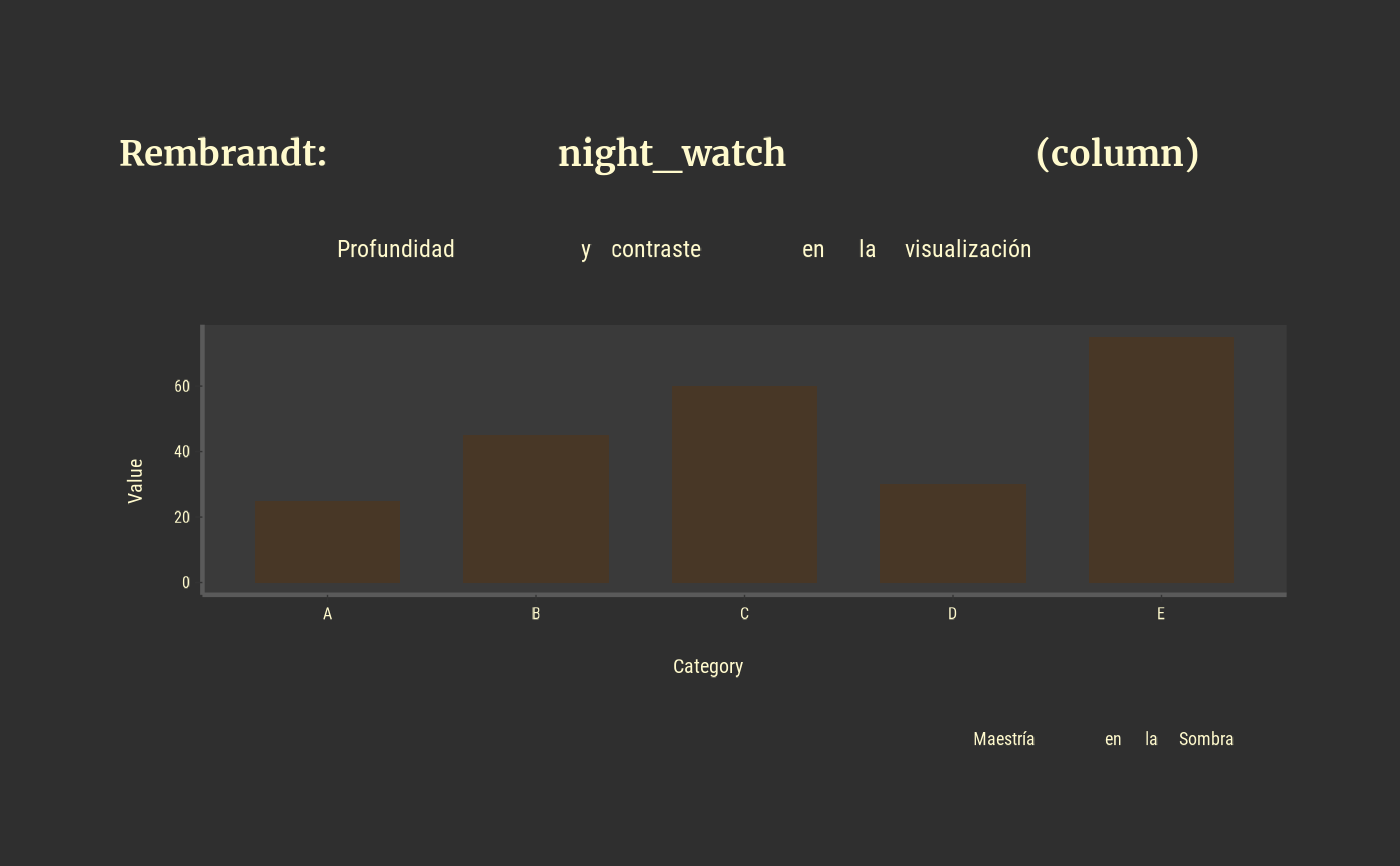 Rembrandt: night_watch (column)
Profundidad y contraste en la visualización
60
40
20
0
Value
A B C D E
Category
Maestría en la Sombra